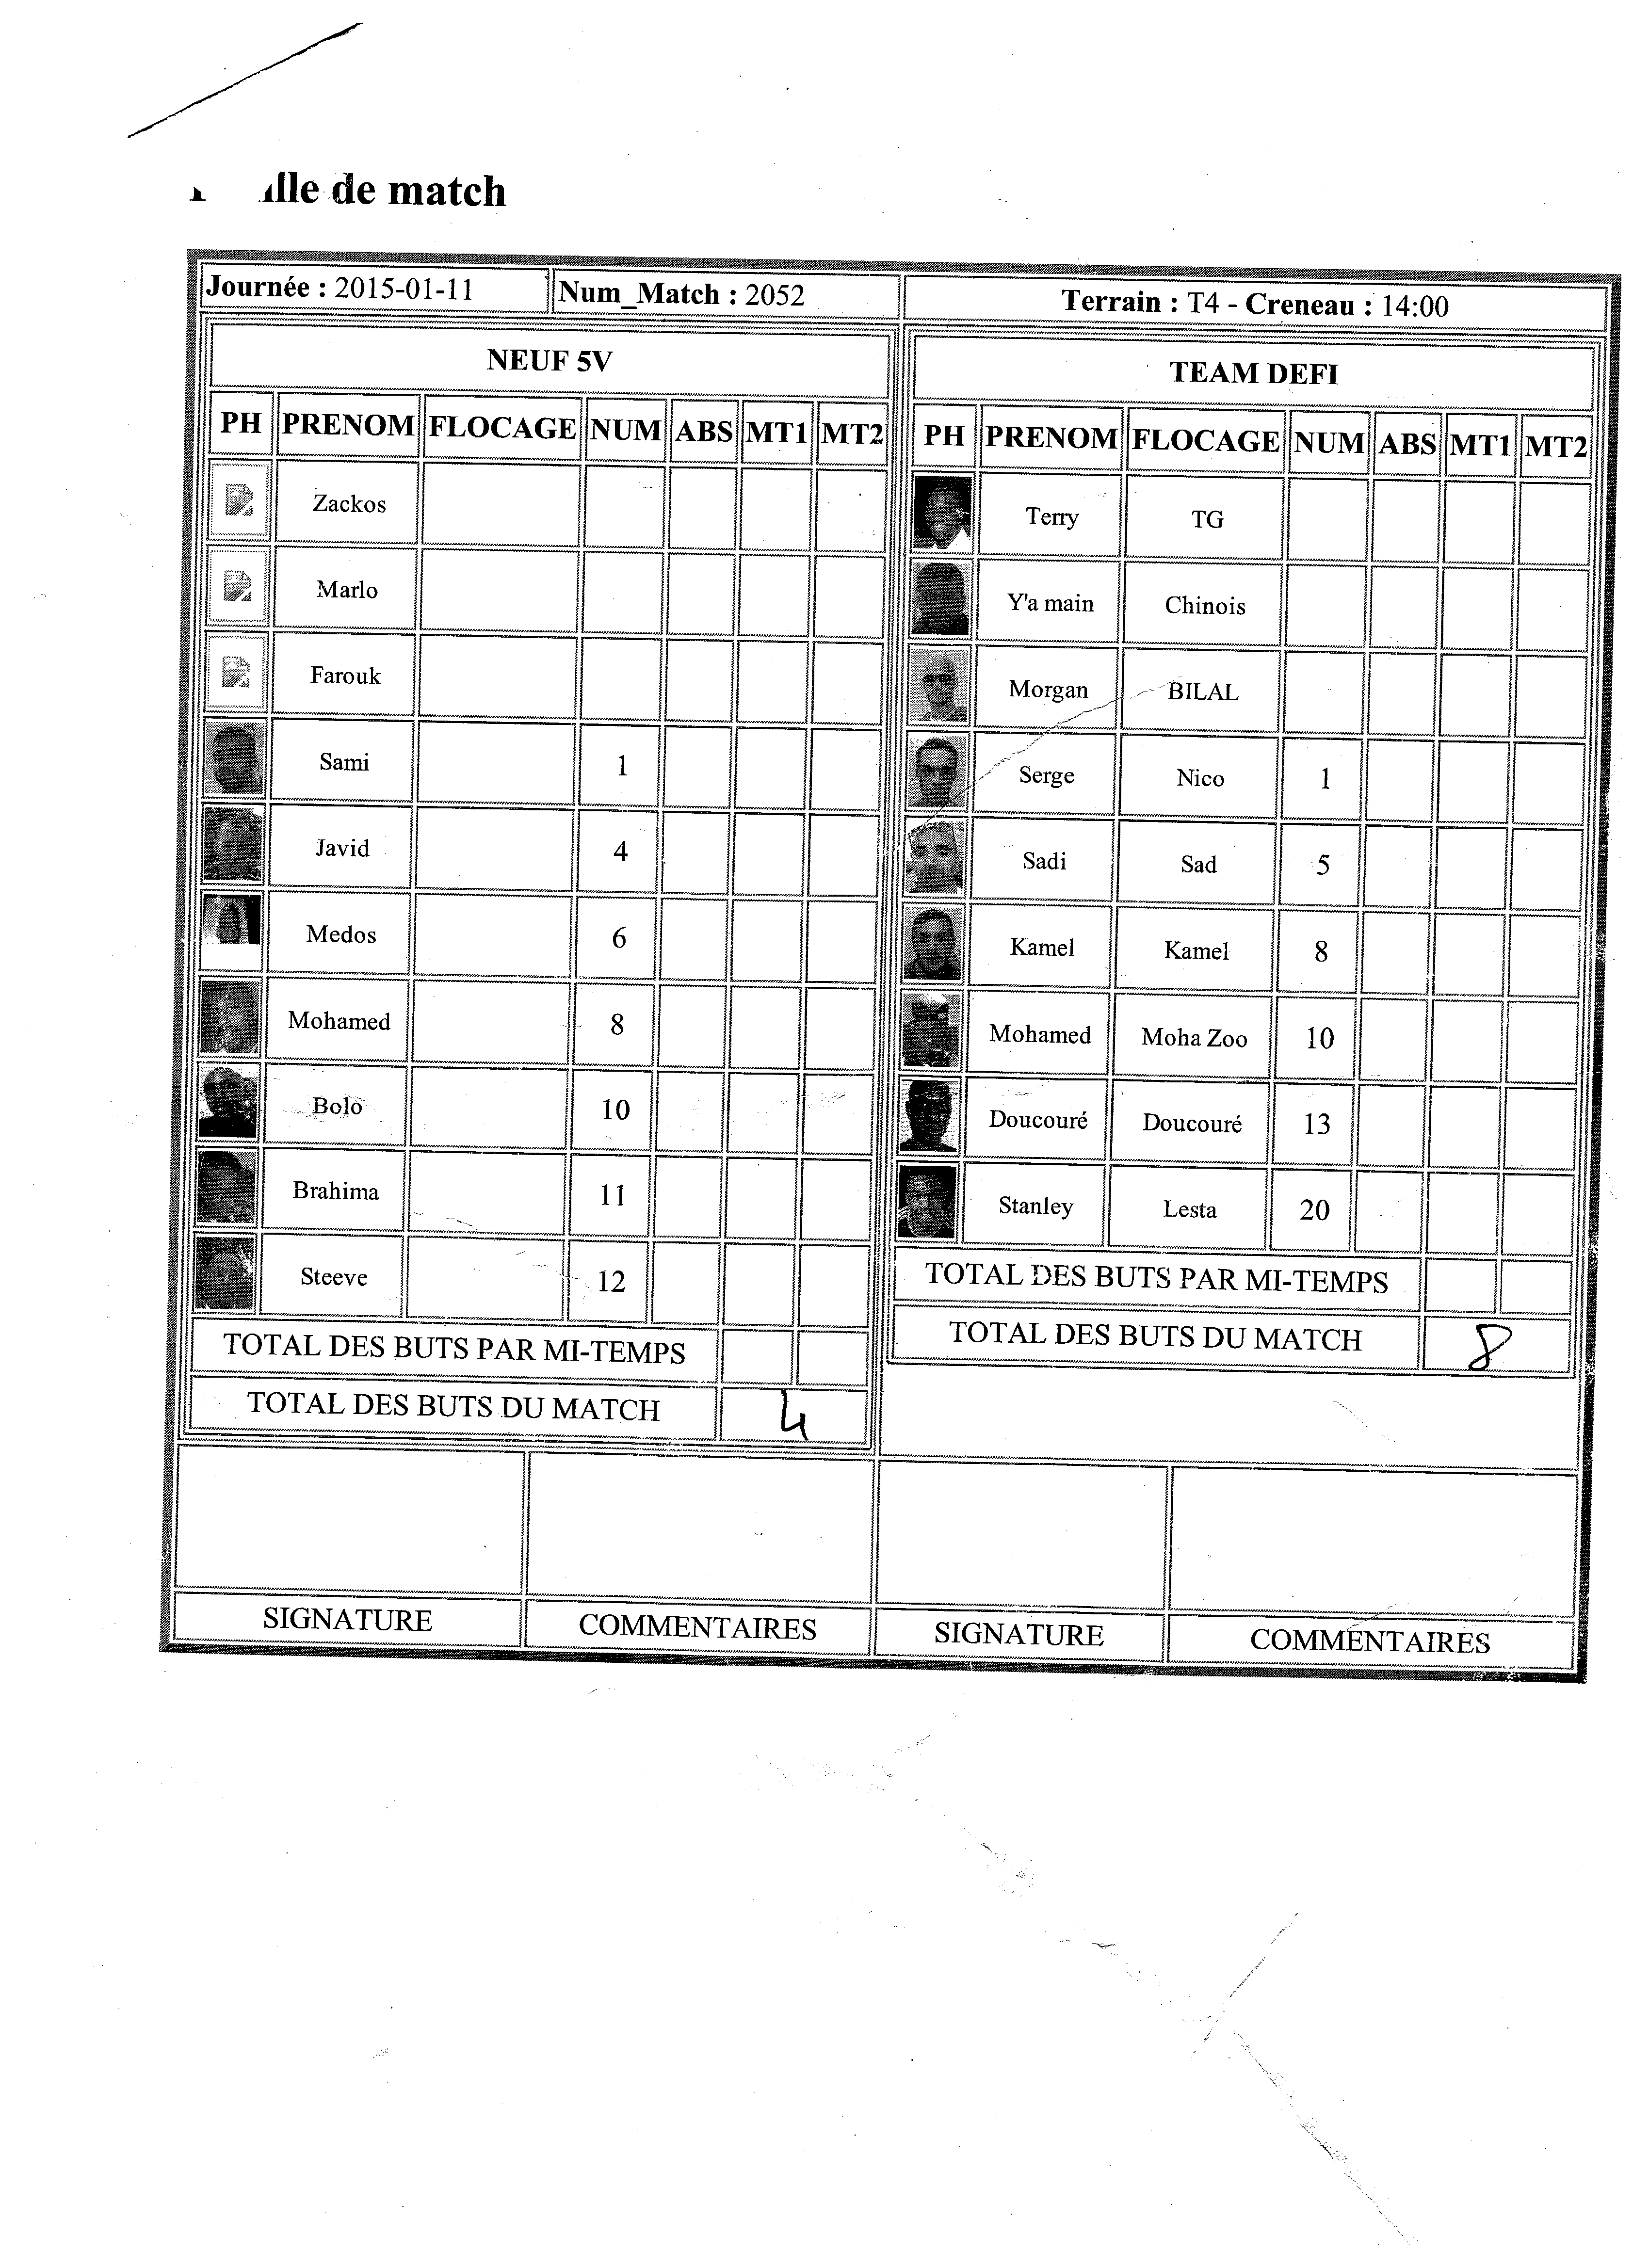 lle de match
Journée : 2015-01-11 Num_Match : 2052 Terrain : T4 - Creneau : 14:00
NEUF 5V
PH PRENOM FLOCAGE NUM ABS MT1 MT2
Zackos
Marlo
Farouk
Sami 1
Javid 4
Medos 6
Mohamed 8
Bolo 10
Brahima 11
Steeve 12
TOTAL DES BUTS PAR MI-TEMPS
TOTAL DES BUTS DU MATCH 4
TEAM DEFI
PH PRENOM FLOCAGE NUM ABS MT1 MT2
Terry TG
Y'a main Chinois
Morgan BILAL
Serge Nico 1
Sadi Sad 5
Kamel Kamel 8
Mohamed Moha Zoo 10
Doucouré Doucouré 13
Stanley Lesta 20
TOTAL DES BUTS PAR MI-TEMPS
TOTAL DES BUTS DU MATCH 8
SIGNATURE COMMENTAIRES SIGNATURE COMMENTAIRES